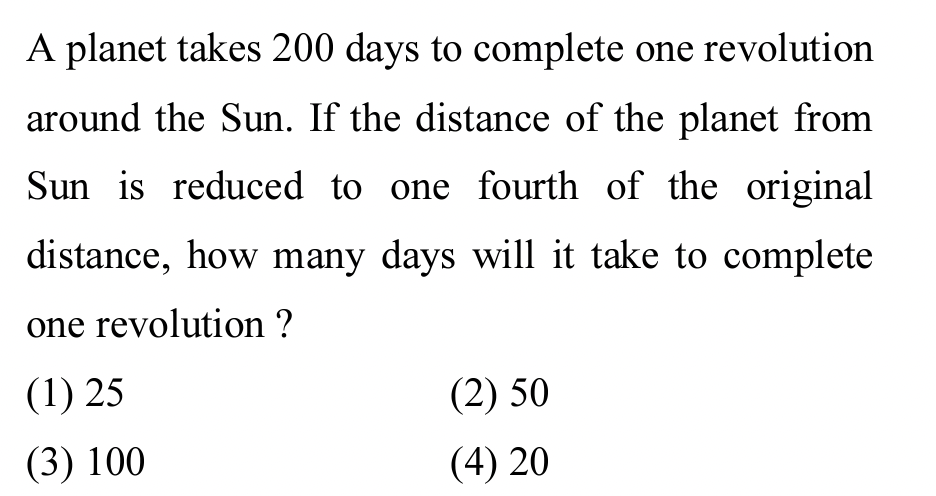 A planet takes 200 days to complete one revolution
around the Sun. If the distance of the planet from
Sun is reduced to one fourth of the original
distance, how many days will it take to complete
one revolution ?
(1) 25 (2) 50
(3) 100 (4) 20